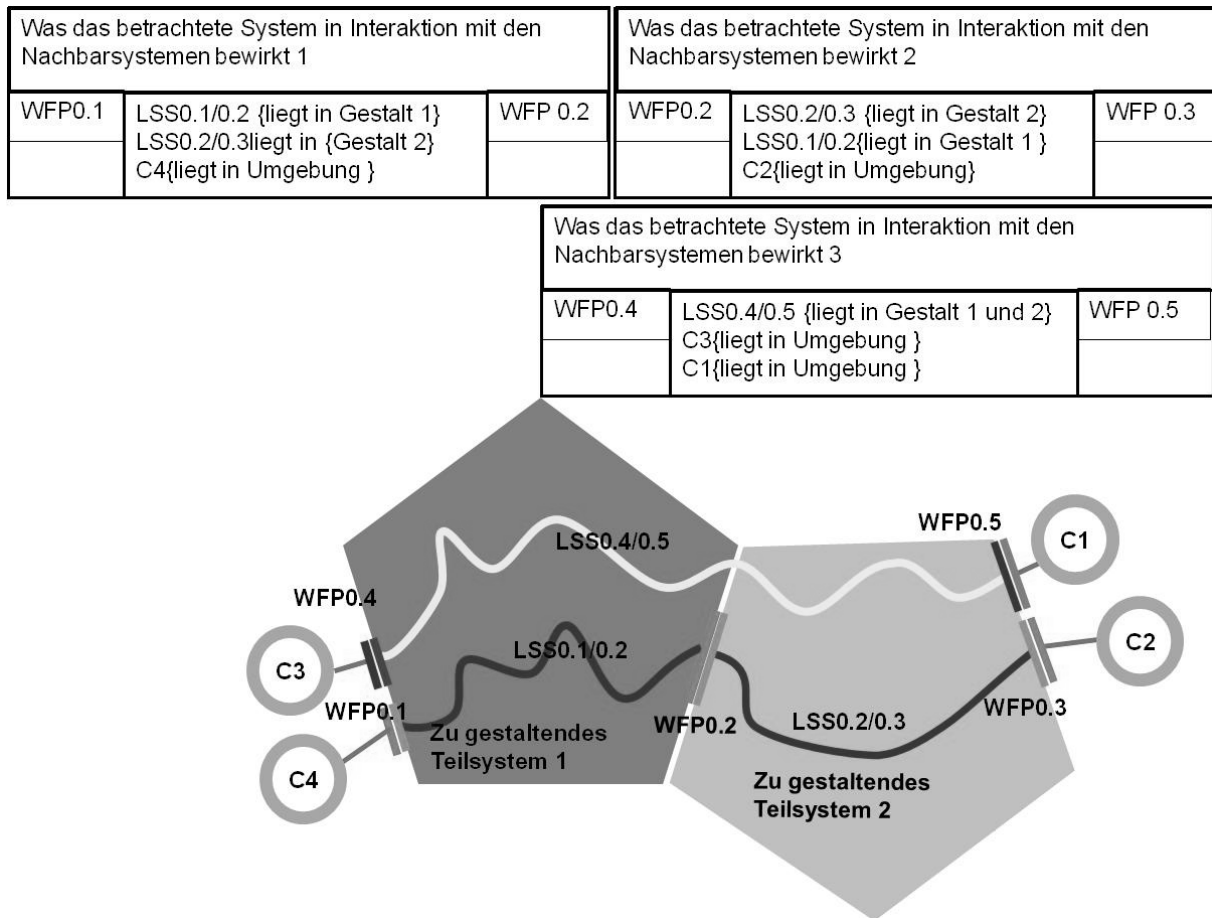 Was das betrachtete System in Interaktion mit den
Nachbarsystemen bewirkt 1
WFP0.1
LSS0.1/0.2 {liegt in Gestalt 1}
LSS0.2/0.3liegt in {Gestalt 2}
C4{liegt in Umgebung }
WFP 0.2
Was das betrachtete System in Interaktion mit den
Nachbarsystemen bewirkt 2
WFP0.2
LSS0.2/0.3 {liegt in Gestalt 2}
LSS0.1/0.2{liegt in Gestalt 1 }
C2{liegt in Umgebung}
WFP 0.3
Was das betrachtete System in Interaktion mit den
Nachbarsystemen bewirkt 3
WFP0.4
LSS0.4/0.5 {liegt in Gestalt 1 und 2}
C3{liegt in Umgebung }
C1{liegt in Umgebung }
WFP 0.5
WFP0.5
C1
LSS0.4/0.5
WFP0.4
C2
LSS0.1/0.2
C3
WFP0.1
WFP0.2
LSS0.2/0.3
WFP0.3
Zu gestaltendes
Teilsystem 1
C4
Zu gestaltendes
Teilsystem 2